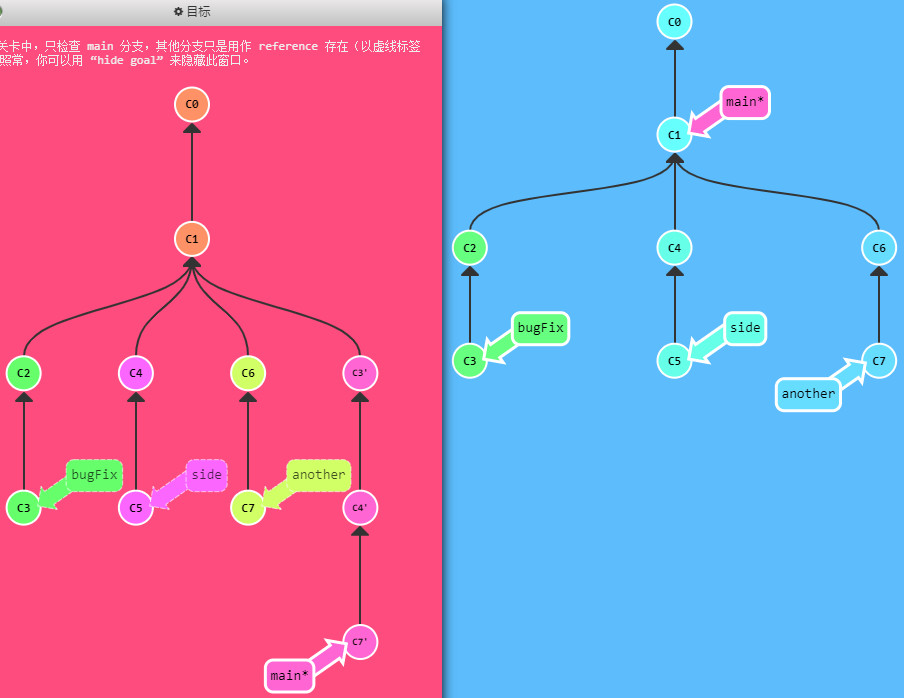 目标
关卡中，只检查 main 分支，其他分支只是用作 reference 存在（以虚线标签
照常，你可以用 “hide goal” 来隐藏此窗口。
C0
C1
C2
C4
C6
C3'
bugFix
side
another
C3
C5
C7
C4'
C7'
main*
C0
main*
C1
C2
C4
C6
bugFix
side
C3
C5
C7
another